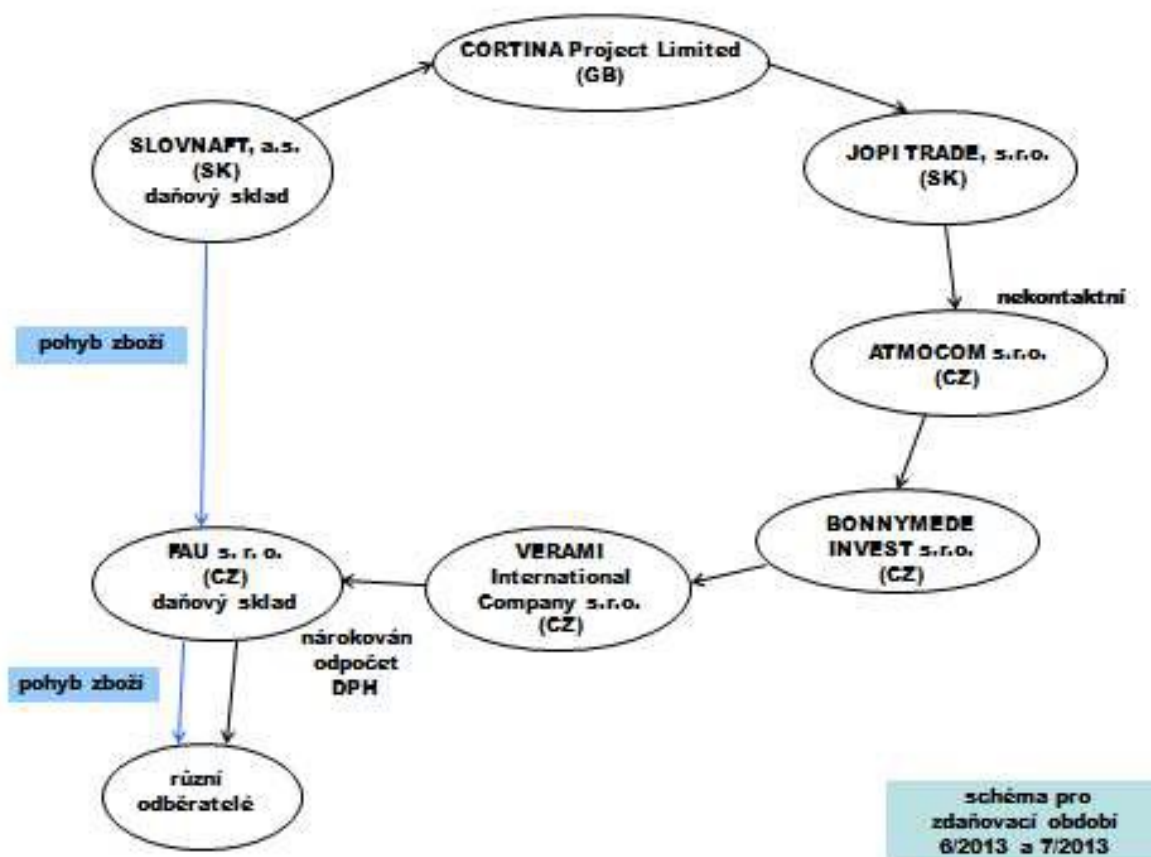 CORTINA Project Limited
(GB)
SLOVNAFT, a.s.
(SK)
daňový sklad
JOPI TRADE, s.r.o.
(SK)
nekontaktní
pohyb zboží
ATMOCOM s.r.o.
(CZ)
BONNYMEDE
INVEST s.r.o.
(CZ)
FAU s. r. o.
(CZ)
daňový sklad
VERAMI
International
Company s.r.o.
(CZ)
nárokován
odpočet
DPH
pohyb zboží
různí
odběratelé
schéma pro
zdaňovací období
6/2013 a 7/2013